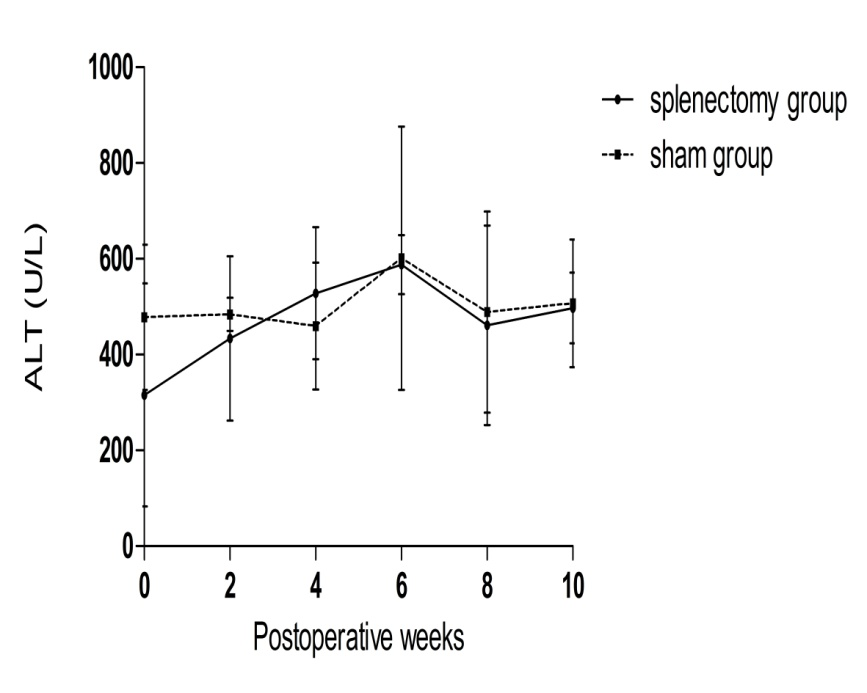 1000
800
600
400
200
0
ALT (U/L)
0 2 4 6 8 10
Postoperative weeks
splenectomy group
sham group